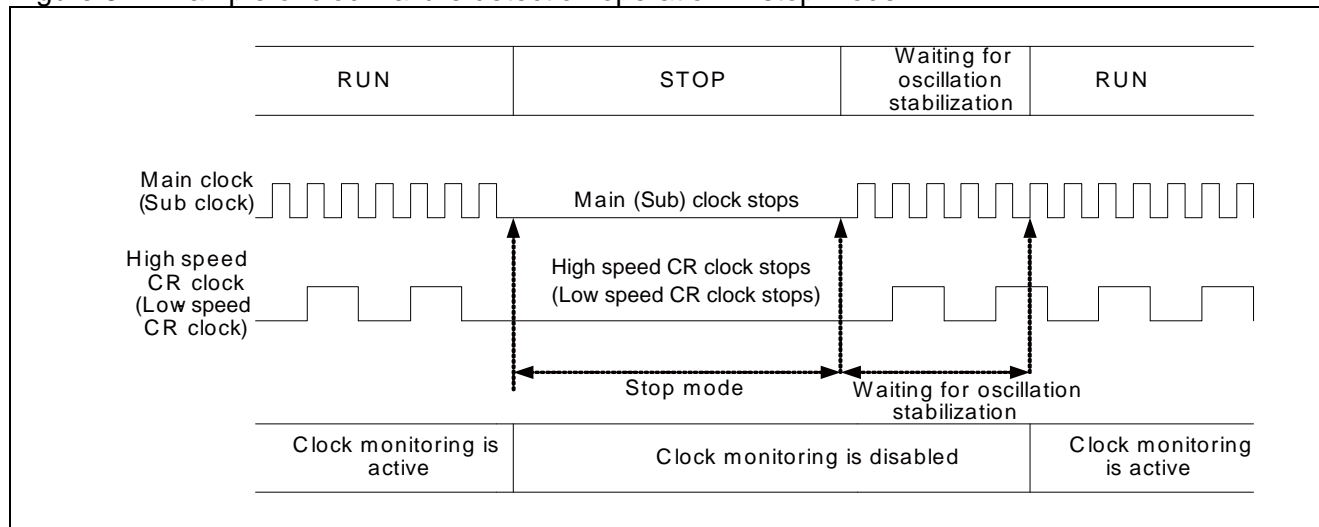 RUN
STOP
Waiting for
oscillation
stabilization
RUN
Main clock
(Sub clock)
Main (Sub) clock stops
High speed
CR clock
(Low speed
CR clock)
High speed CR clock stops
(Low speed CR clock stops)
Stop mode
Waiting for oscillation
stabilization
Clock monitoring is
active
Clock monitoring is disabled
Clock monitoring
is active